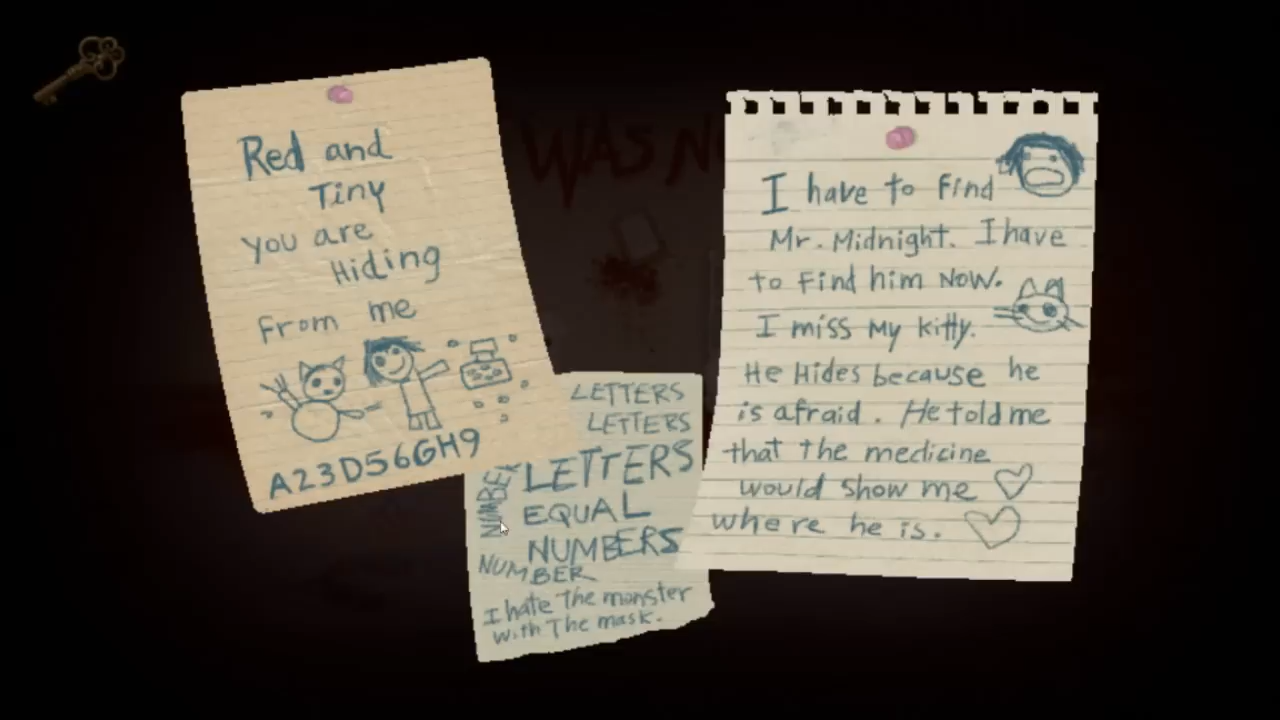 WAS NO
Red and
Tiny
you are
Hiding
From me
A23D56GH9
LETTERS
LETTERS
LETTERS
EQUAL
NUMBERS
NUMBER
NUMBER
I hate The monster
with The mask.
I have to Find
Mr. Midnight. I have
to Find him NOW.
I miss My kitty.
He Hides because he
is afraid. He told me
that the medicine
would show me
where he is.